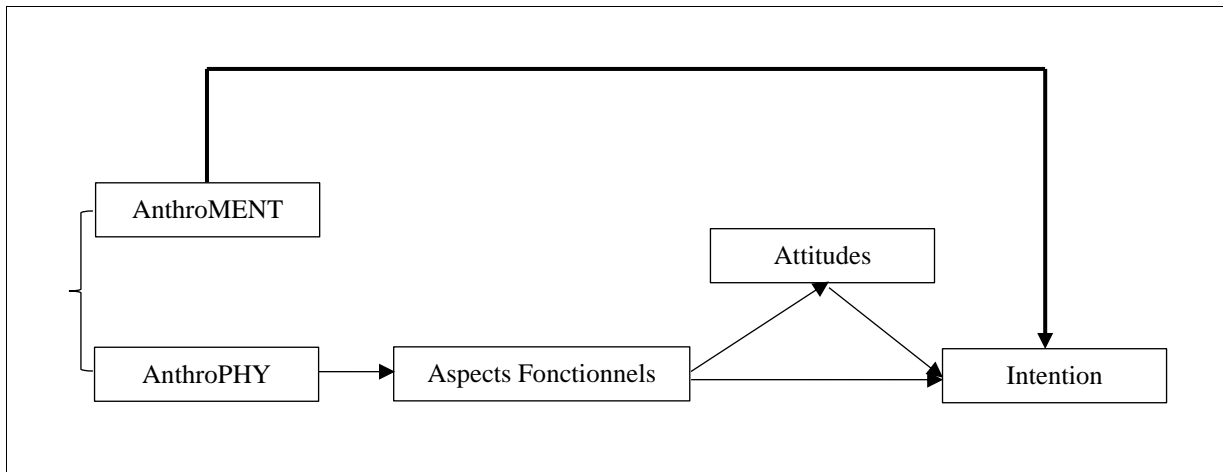 AnthroMENT
Attitudes
AnthroPHY
Aspects Fonctionnels
Intention